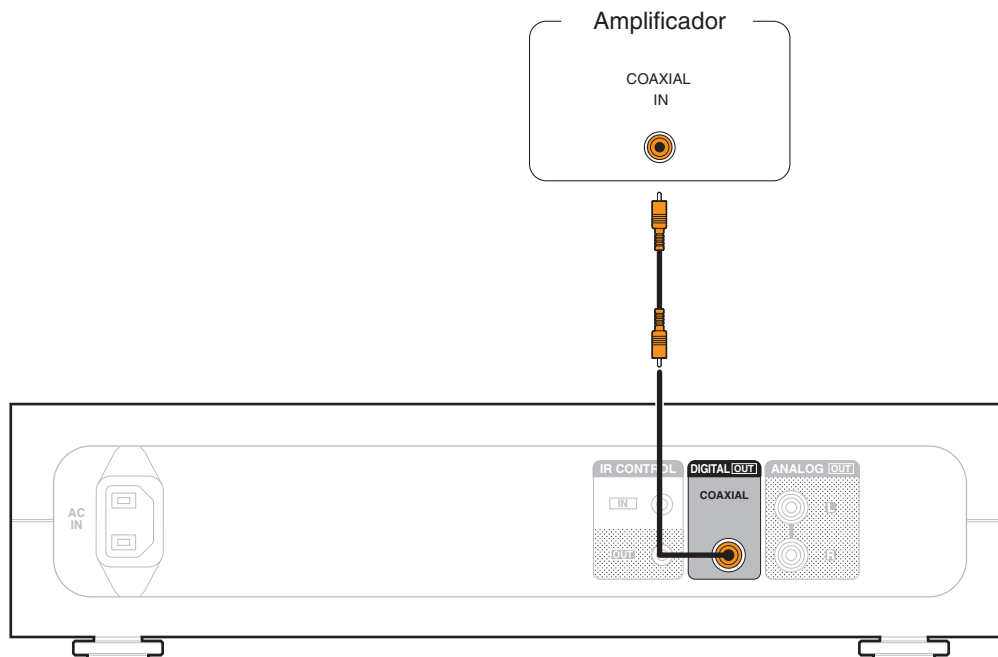 Amplificador
COAXIAL
IN
IR CONTROL
DIGITAL OUT
ANALOG OUT
COAXIAL
IN
L
AC
IN
OUT
R